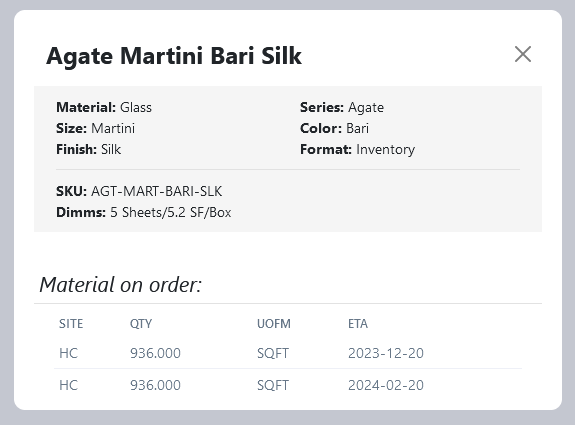 Agate Martini Bari Silk
Material: Glass
Series: Agate
Size: Martini
Color: Bari
Finish: Silk
Format: Inventory
SKU: AGT-MART-BARI-SLK
Dimms: 5 Sheets/5.2 SF/Box
Material on order:
SITE QTY UOFM ETA
HC 936.000 SQFT 2023-12-20
HC 936.000 SQFT 2024-02-20